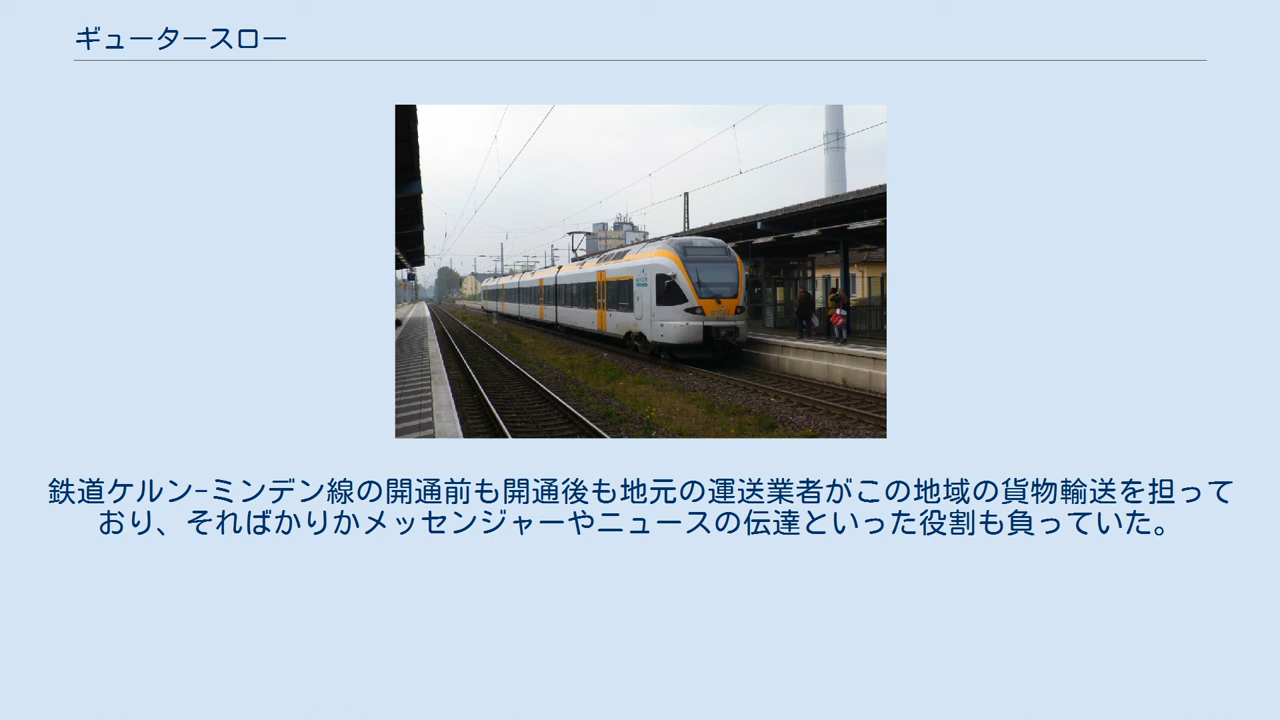 ギュータースロー
鉄道ケルン-ミンデン線の開通前も開通後も地元の運送業者がこの地域の貨物輸送を担って
おり、そればかりかメッセンジャーやニュースの伝達といった役割も負っていた。